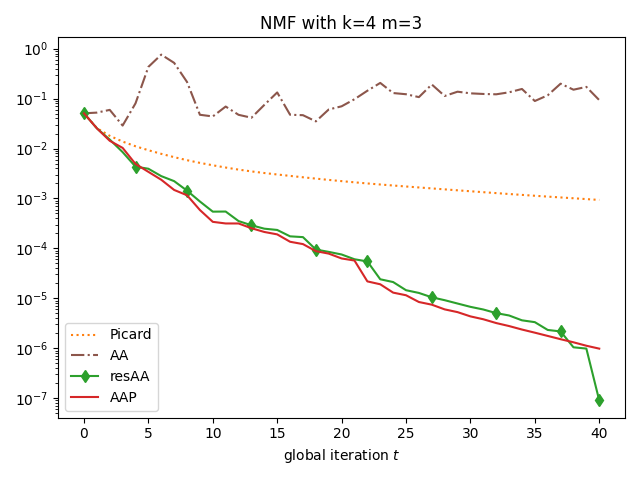 NMF with k=4 m=3
10⁰
10⁻¹
10⁻²
10⁻³
10⁻⁴
10⁻⁵
10⁻⁶
10⁻⁷
Picard
AA
resAA
AAP
0 5 10 15 20 25 30 35 40
global iteration t